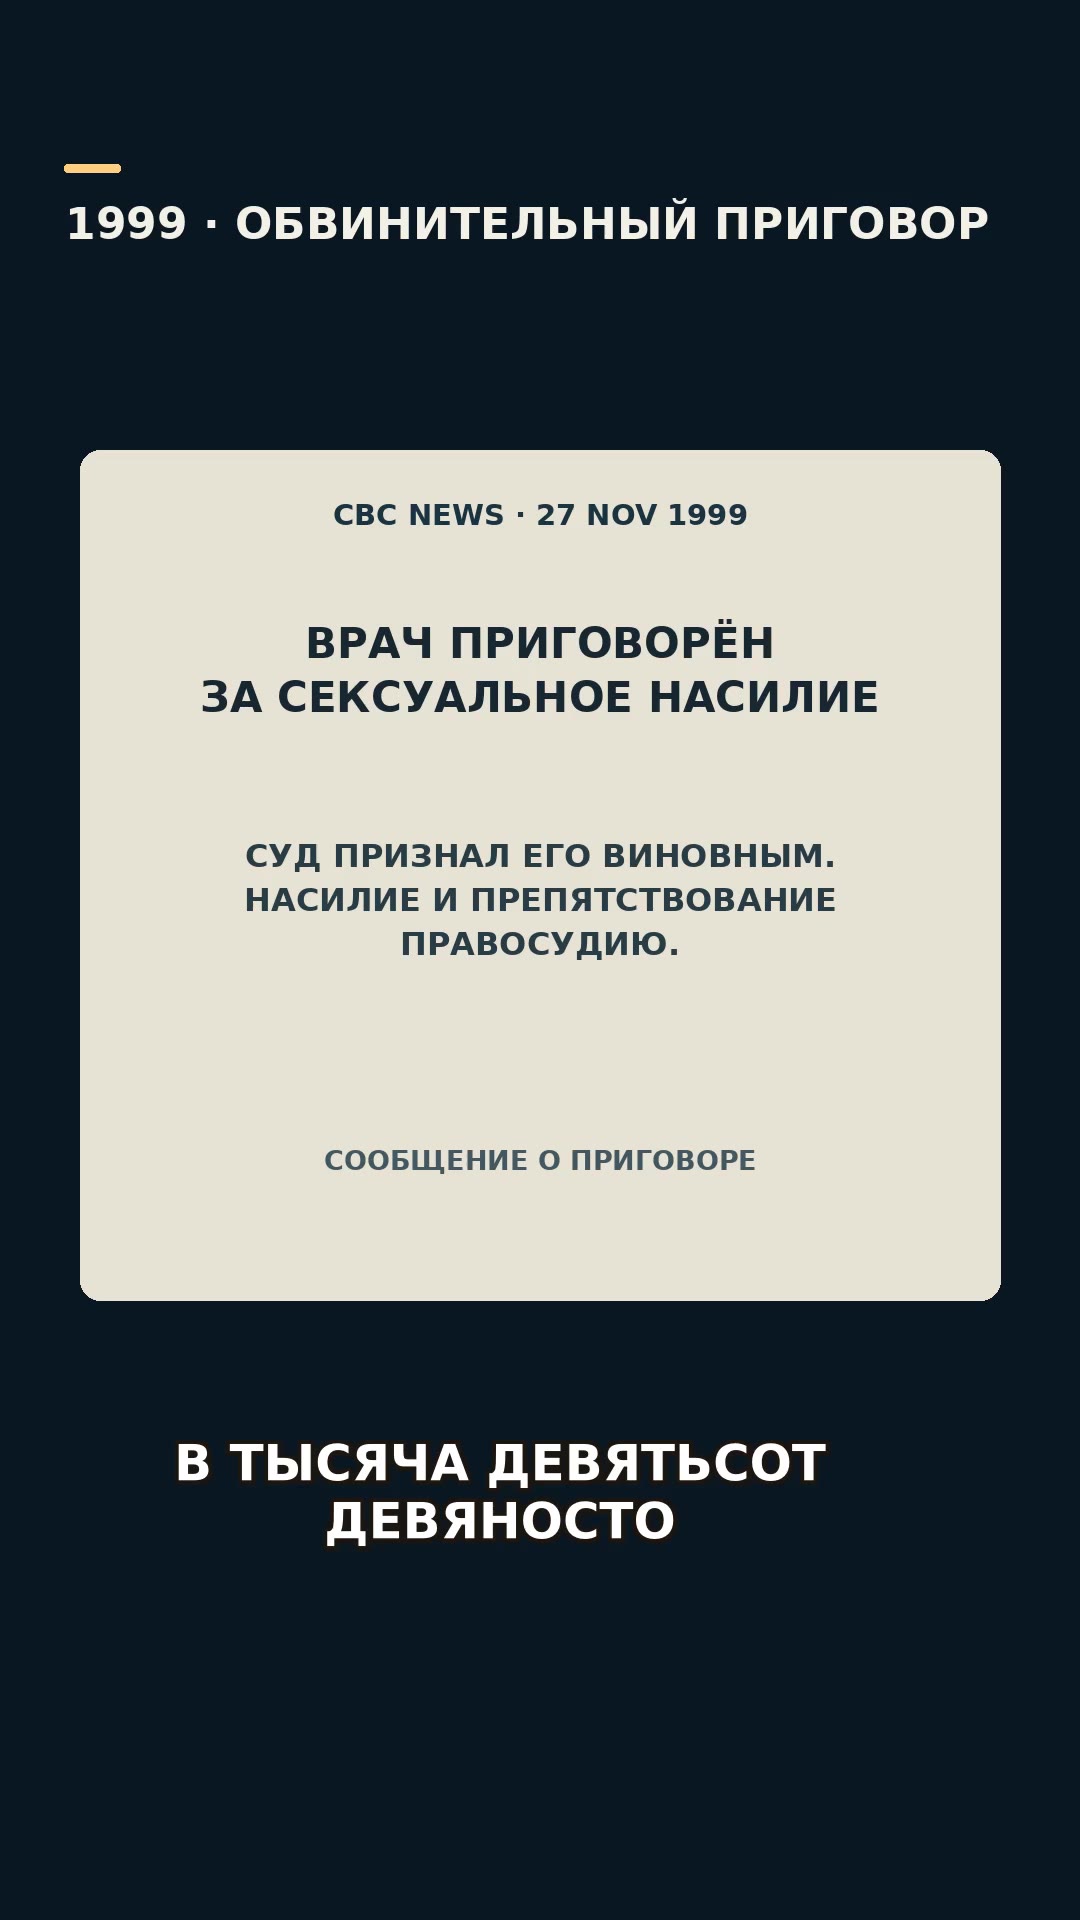 1999 · ОБВИНИТЕЛЬНЫЙ ПРИГОВОР
CBC NEWS · 27 NOV 1999
ВРАЧ ПРИГОВОРЁН
ЗА СЕКСУАЛЬНОЕ НАСИЛИЕ
СУД ПРИЗНАЛ ЕГО ВИНОВНЫМ.
НАСИЛИЕ И ПРЕПЯТСТВОВАНИЕ
ПРАВОСУДИЮ.
СООБЩЕНИЕ О ПРИГОВОРЕ
В ТЫСЯЧА ДЕВЯТЬСОТ
ДЕВЯНОСТО